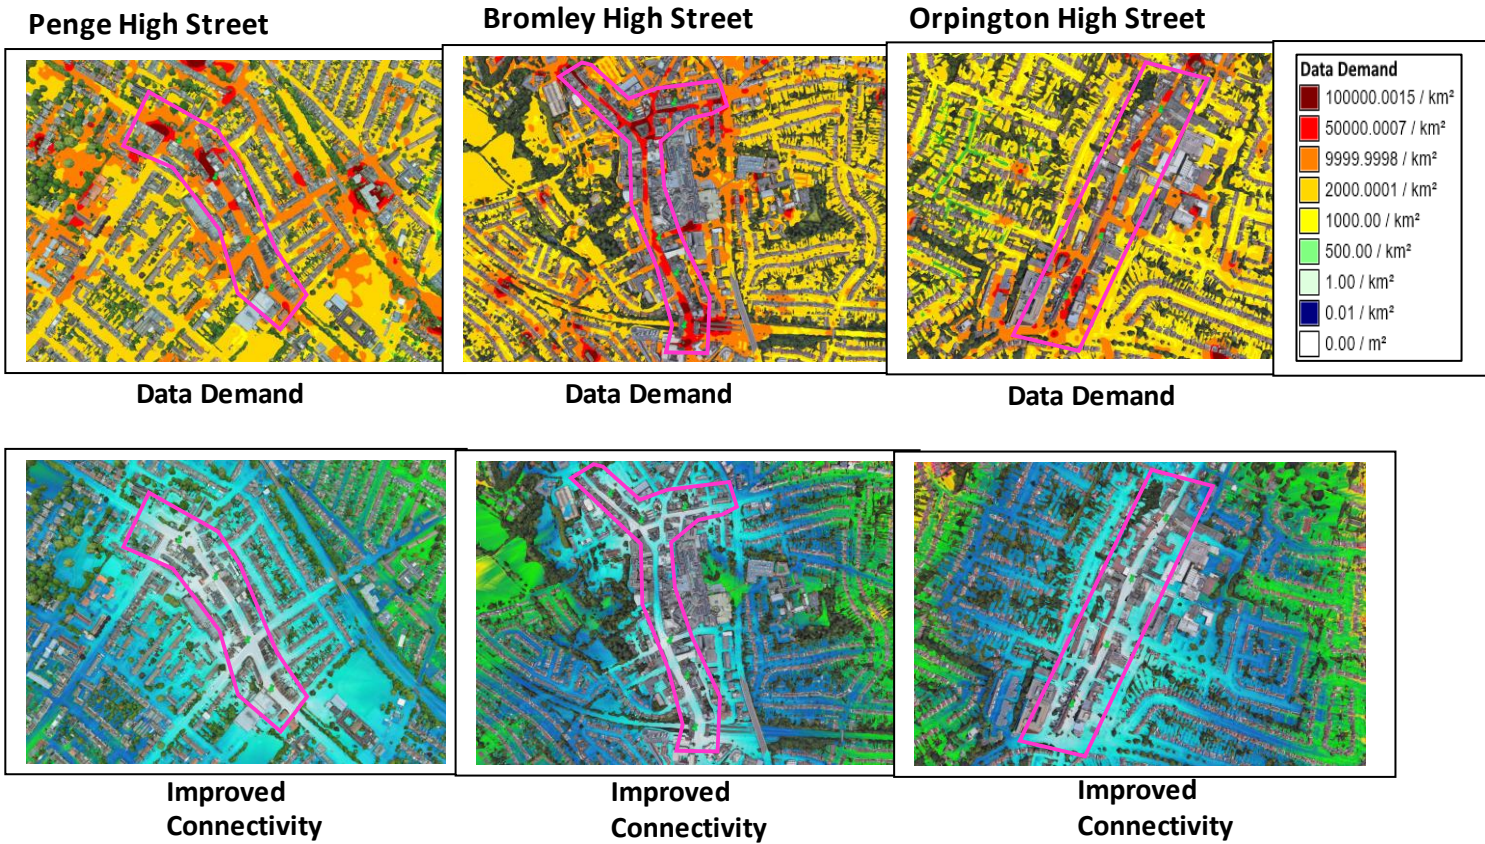 Penge High Street
Bromley High Street
Orpington High Street
Data Demand
100000.0015 / km²
50000.0007 / km²
9999.9998 / km²
2000.0001 / km²
1000.00 / km²
500.00 / km²
1.00 / km²
0.01 / km²
0.00 / m²
Data Demand
Data Demand
Data Demand
Improved
Connectivity
Improved
Connectivity
Improved
Connectivity